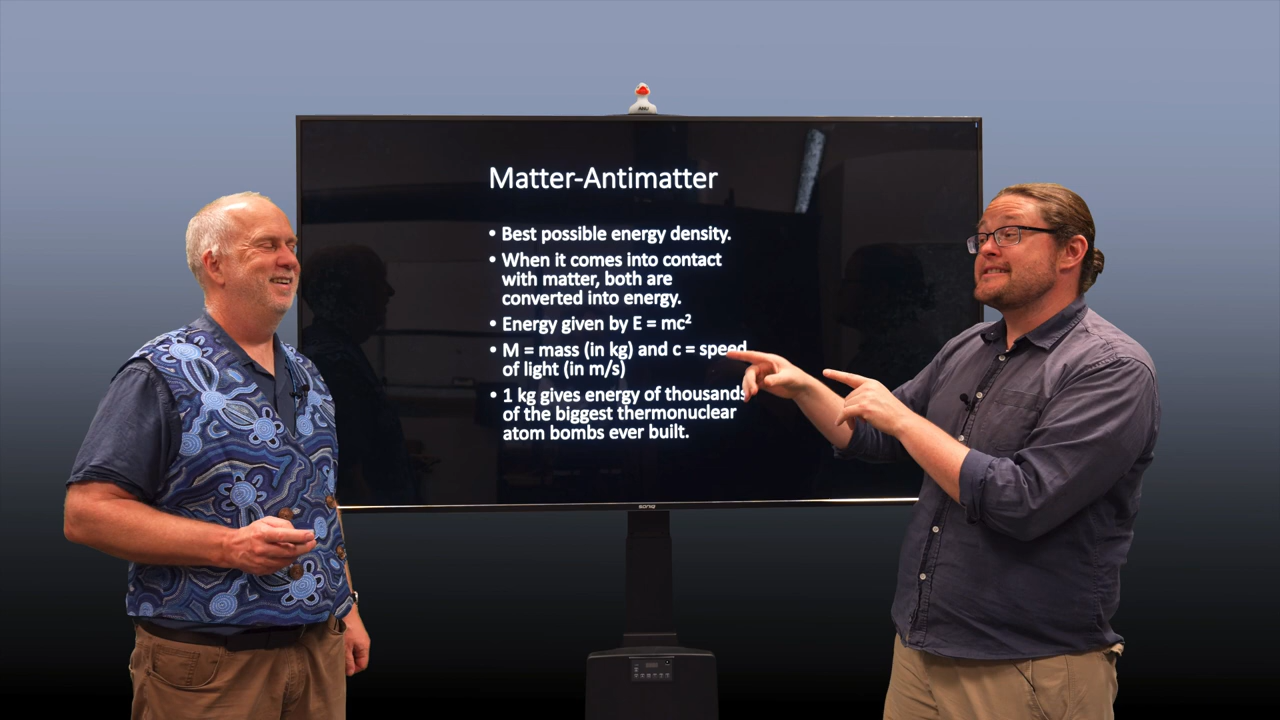 Matter-Antimatter
• Best possible energy density.
• When it comes into contact
with matter, both are
converted into energy.
• Energy given by E = mc²
• M = mass (in kg) and c = speed
of light (in m/s)
• 1 kg gives energy of thousands
of the biggest thermonuclear
atom bombs ever built.
soniq